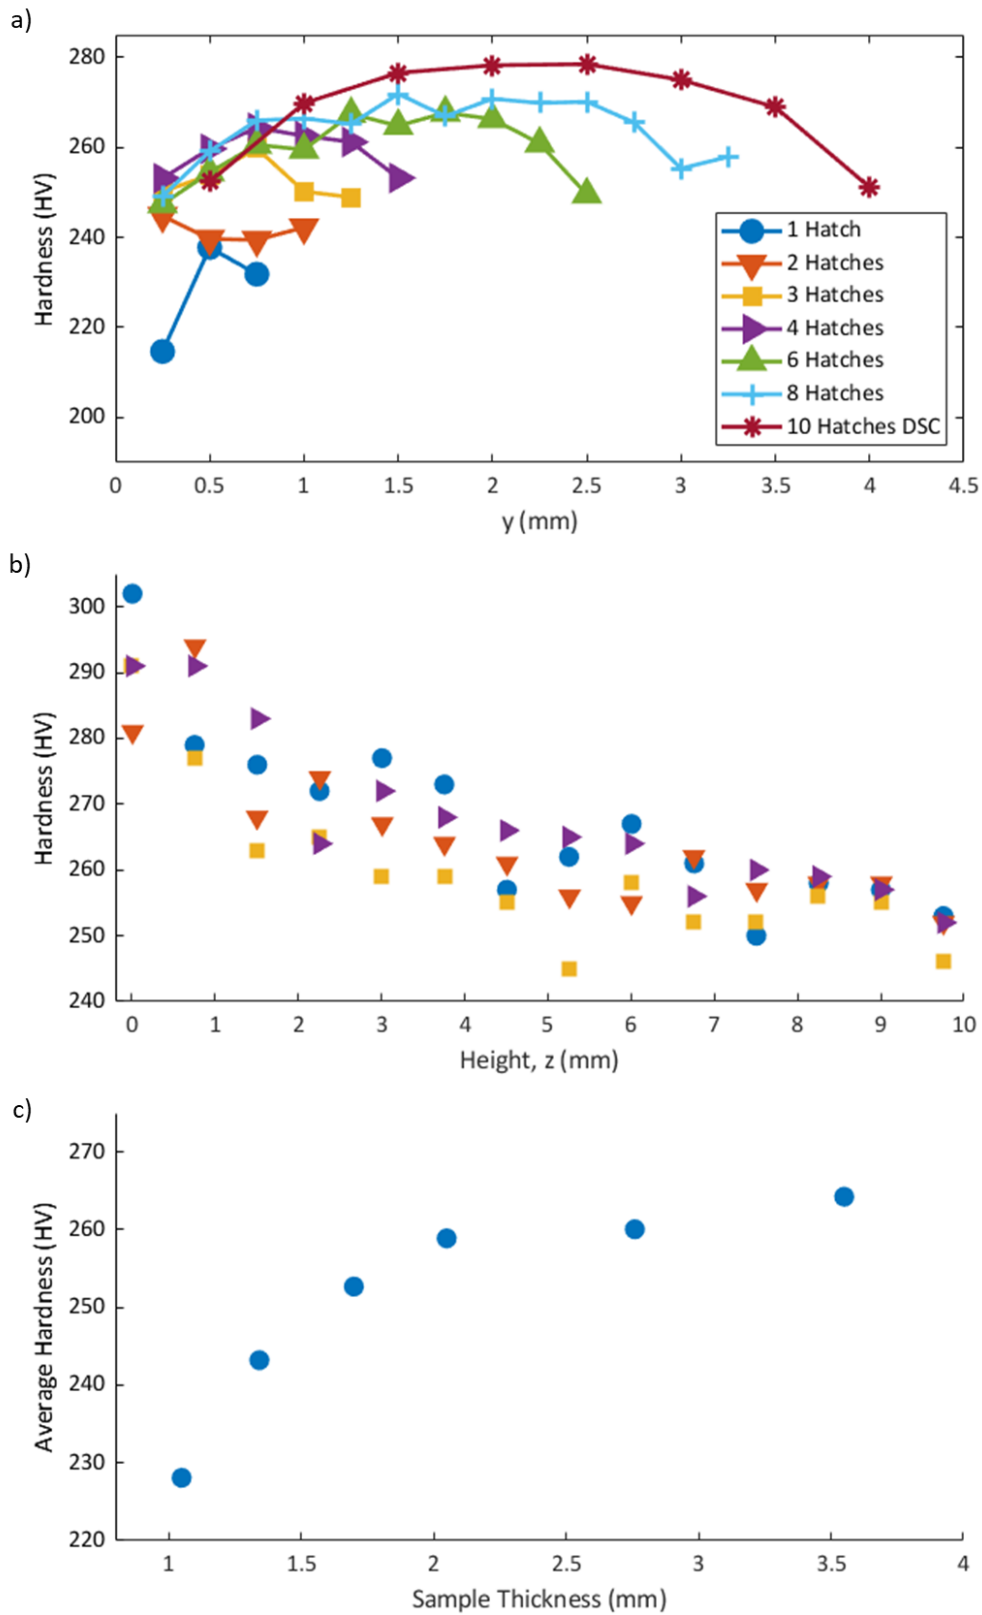 a)
280
260
240
220
200
Hardness (HV)
0 0.5 1 1.5 2 2.5 3 3.5 4 4.5
y (mm)
1 Hatch
2 Hatches
3 Hatches
4 Hatches
6 Hatches
8 Hatches
10 Hatches DSC
b)
300
290
280
270
260
250
240
Hardness (HV)
0 1 2 3 4 5 6 7 8 9 10
Height, z (mm)
c)
270
260
250
240
230
220
Average Hardness (HV)
1 1.5 2 2.5 3 3.5 4
Sample Thickness (mm)